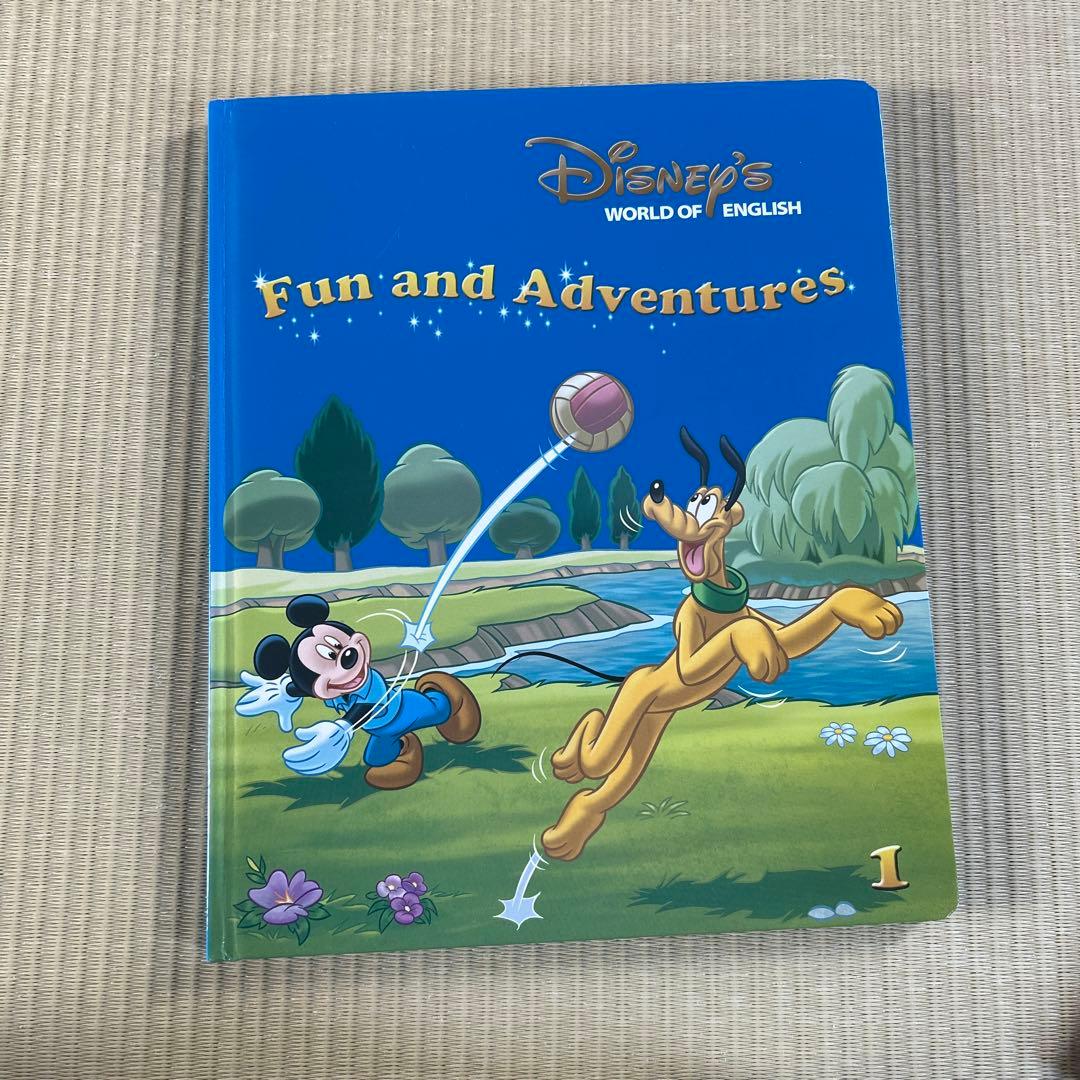 Disney's
WORLD OF ENGLISH
Fun and Adventures
1